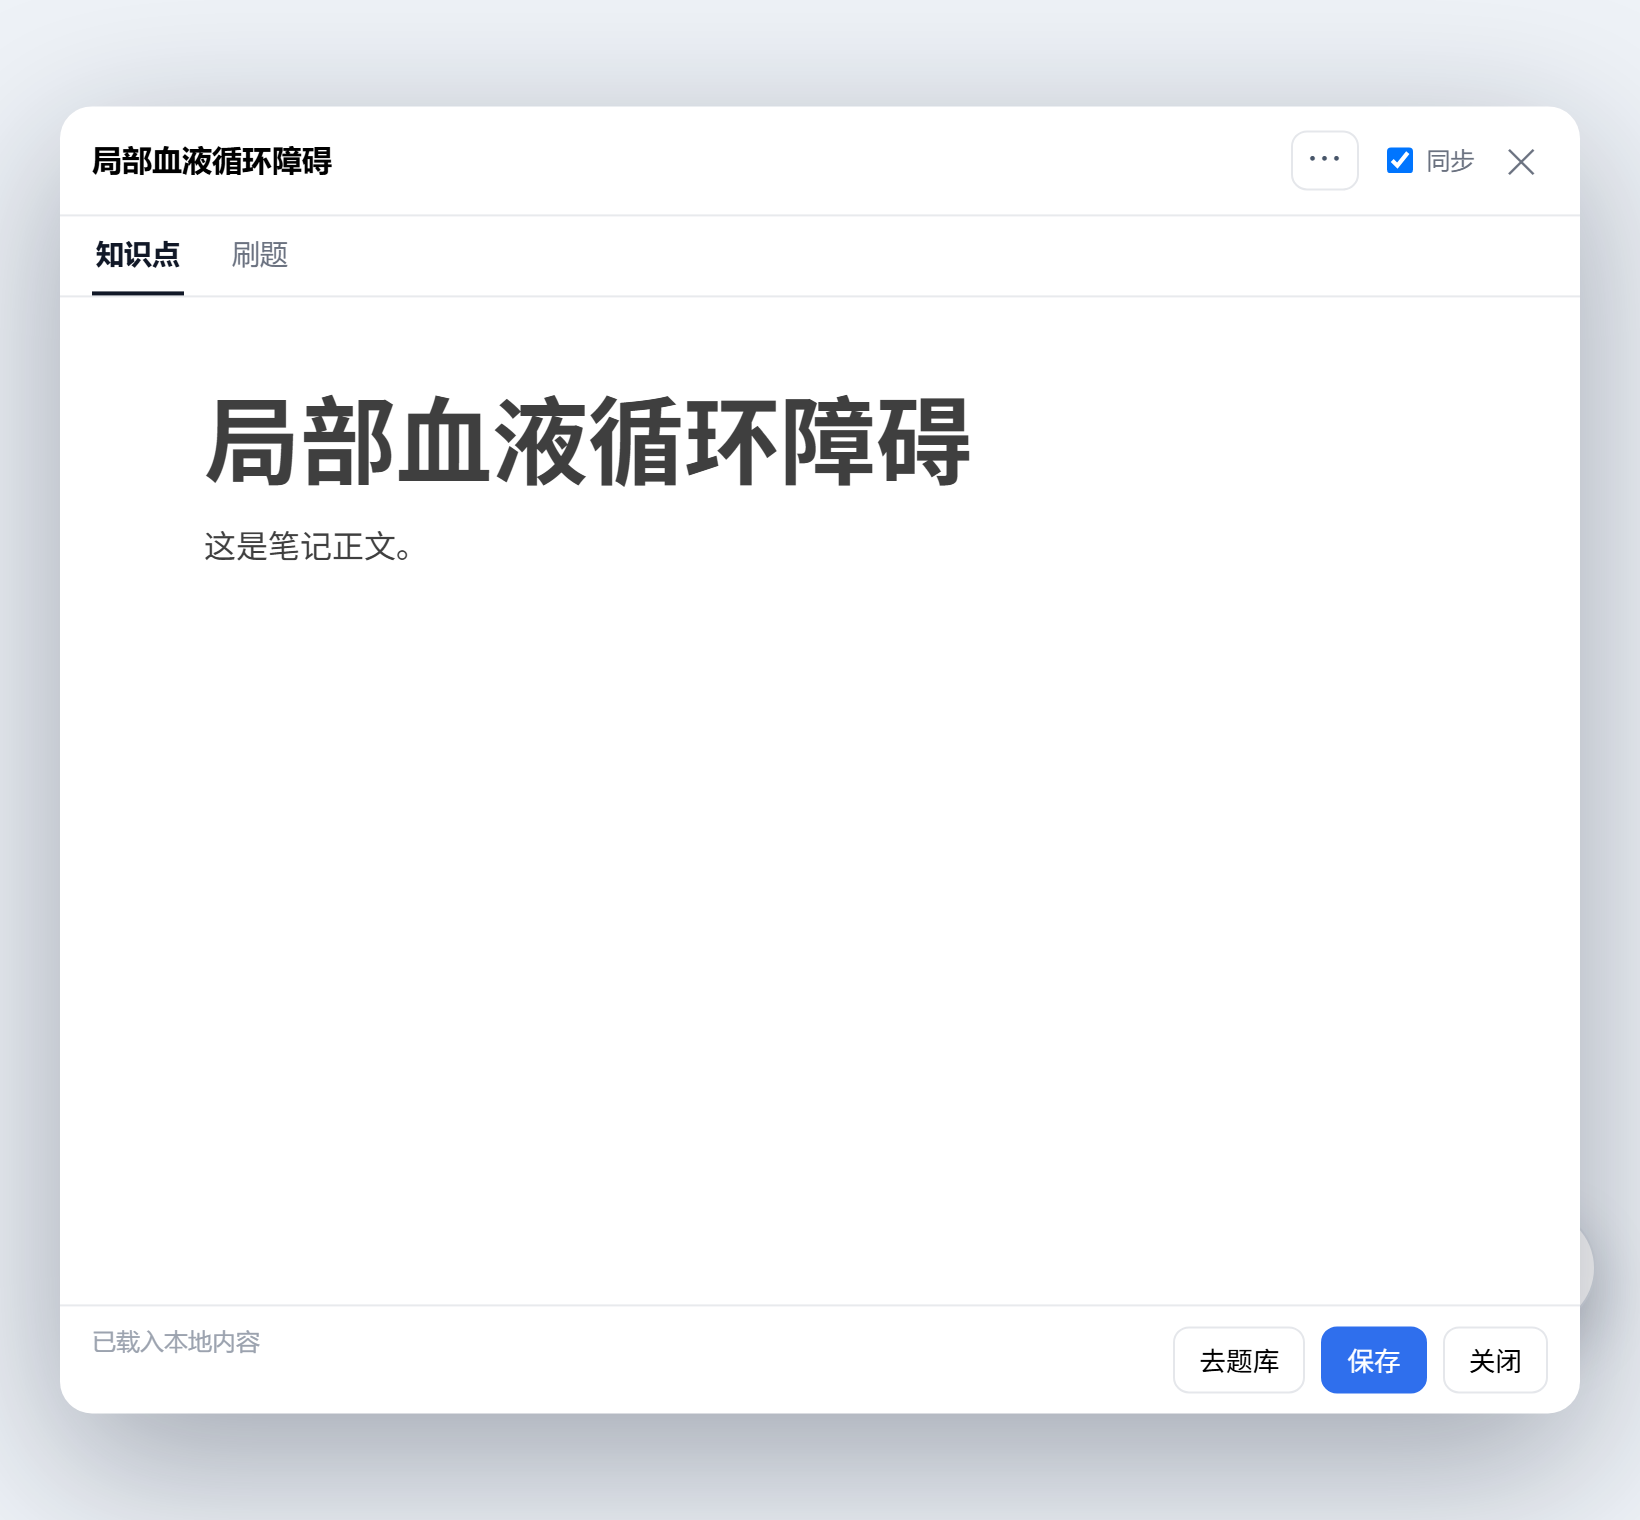 局部血液循环障碍
··· 同步
知识点 刷题
局部血液循环障碍
这是笔记正文。
已载入本地内容
去题库 保存 关闭